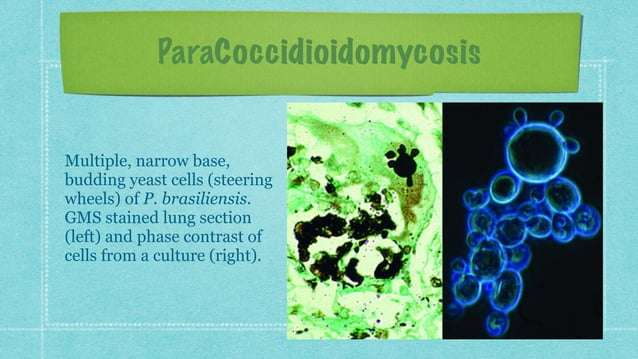 ParaCoccidioidomycosis
Multiple, narrow base,
budding yeast cells (steering
wheels) of P. brasiliensis.
GMS stained lung section
(left) and phase contrast of
cells from a culture (right).